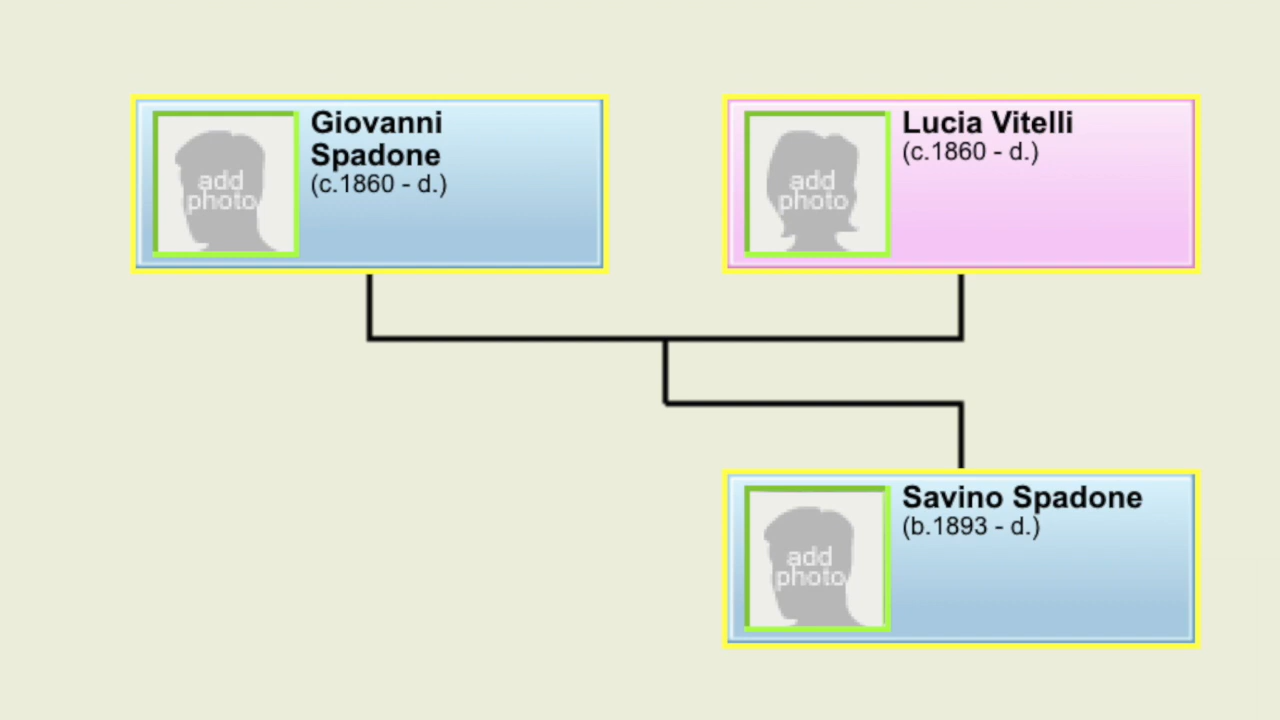 Giovanni
Spadone
(c.1860 - d.)
add
photo
Lucia Vitelli
(c.1860 - d.)
add
photo
Savino Spadone
(b.1893 - d.)
add
photo